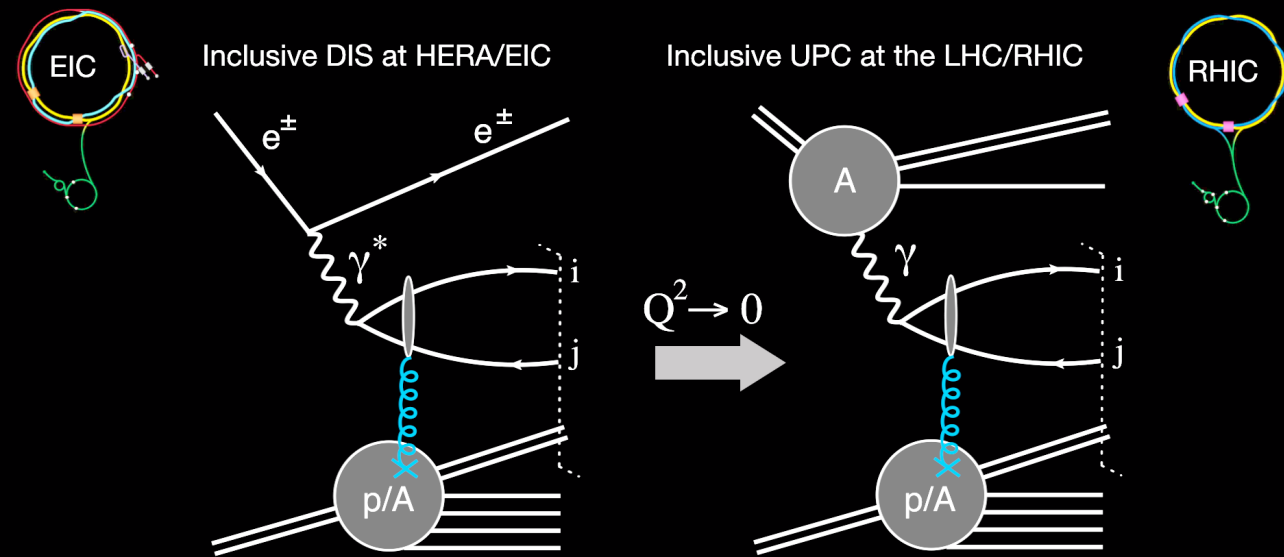 EIC
Inclusive DIS at HERA/EIC
Inclusive UPC at the LHC/RHIC
RHIC
e±
e±
A
γ*
γ
i
i
Q² → 0
j
j
p/A
p/A